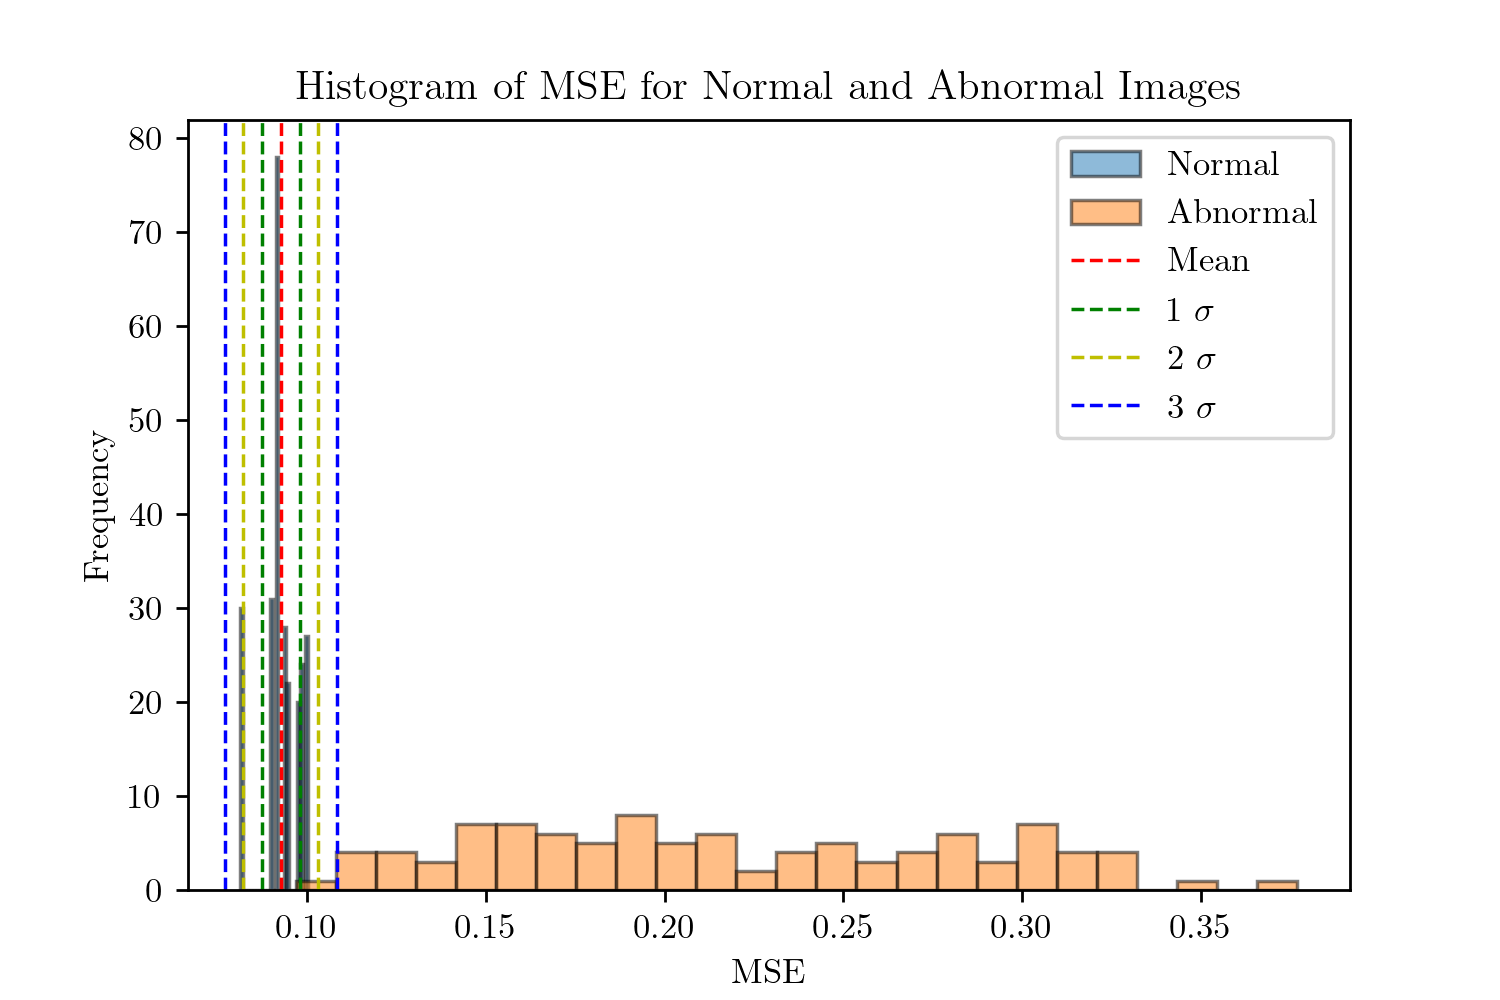 Histogram of MSE for Normal and Abnormal Images
80
70
60
50
40
30
20
10
0
Frequency
Normal
Abnormal
Mean
1 σ
2 σ
3 σ
0.10 0.15 0.20 0.25 0.30 0.35
MSE